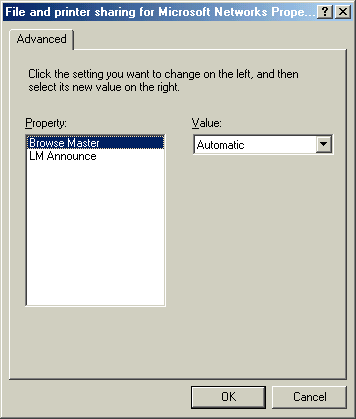 File and printer sharing for Microsoft Networks Prope...
Advanced
Click the setting you want to change on the left, and then
select its new value on the right.
Property:
Value:
Browse Master
LM Announce
Automatic
OK
Cancel